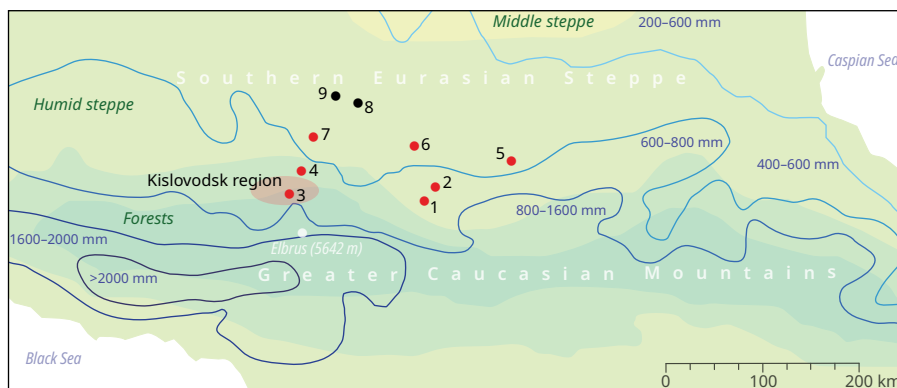 Middle steppe
200–600 mm
Caspian Sea
Southern Eurasian Steppe
9
8
Humid steppe
7
6
5
600–800 mm
400–600 mm
4
Kislovodsk region
3
2
1
800–1600 mm
Forests
1600–2000 mm
Elbrus (5642 m)
>2000 mm
Greater Caucasian Mountains
Black Sea
0 100 200 km